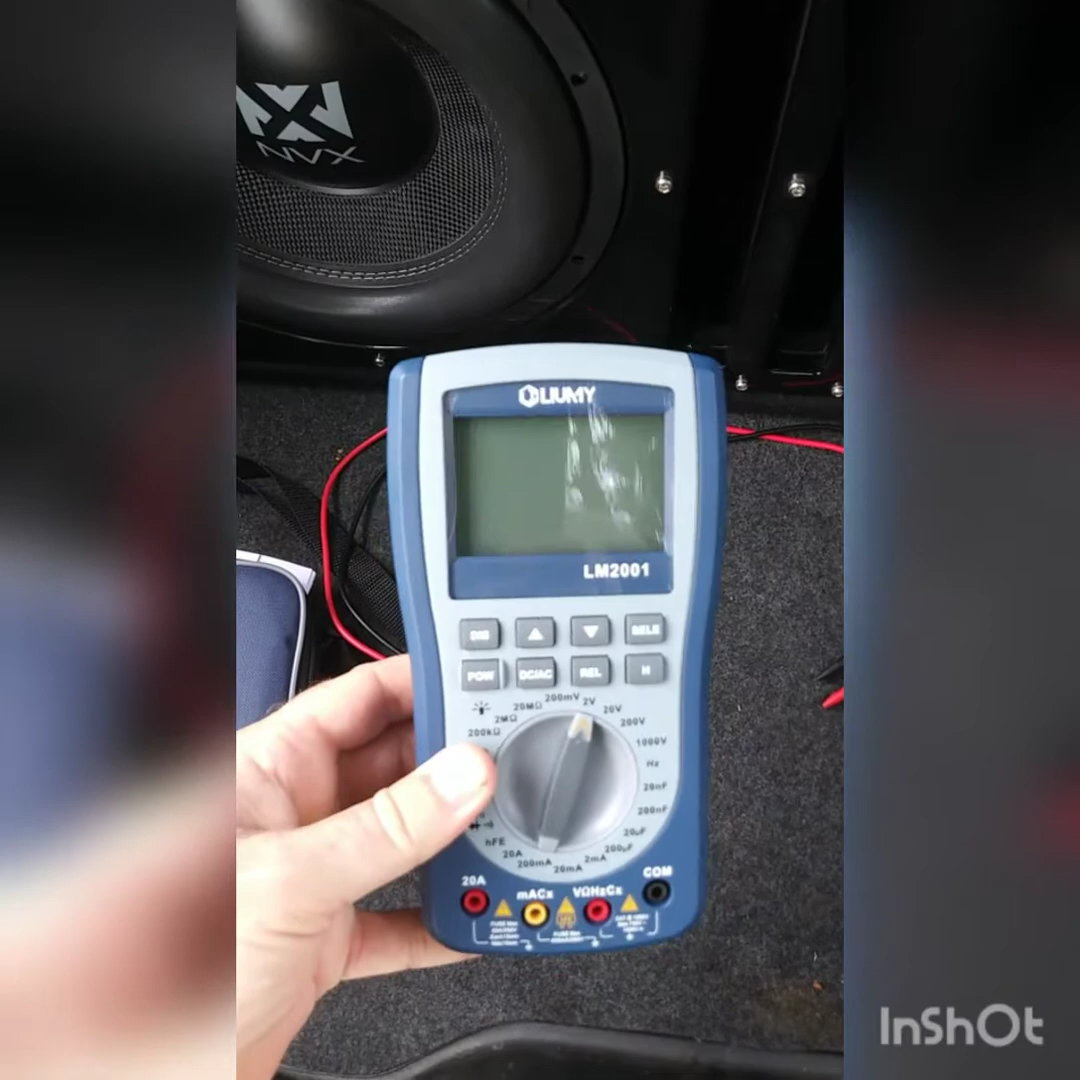 NVX
LIUMY
LM2001
DIS
SELE
POW
DC/AC
REL
H
200mV
20MΩ
2V
20V
2MΩ
200V
200kΩ
1000V
Hz
20nF
200nF
hFE
20μF
20A
200μF
200mA
2mA
20mA
20A
mACx
VΩHzCx
COM
InShOt